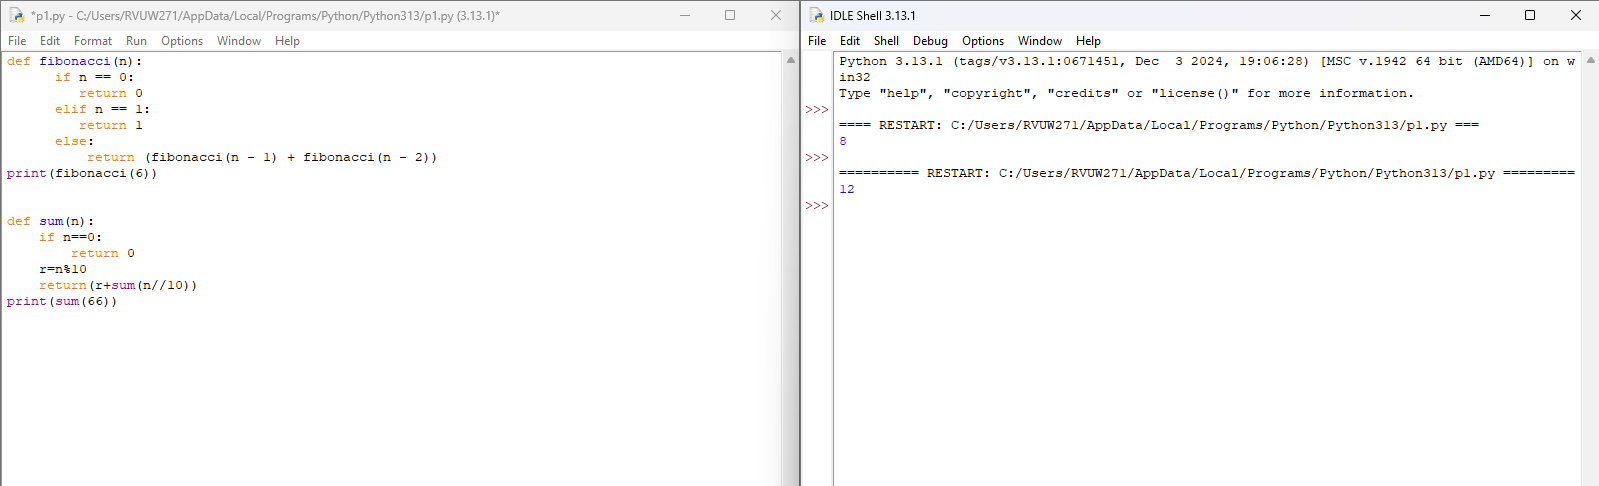 *p1.py - C:/Users/RVUW271/AppData/Local/Programs/Python/Python313/p1.py (3.13.1)*
File Edit Format Run Options Window Help
def fibonacci(n):
      if n == 0:
         return 0
      elif n == 1:
         return 1
      else:
          return (fibonacci(n - 1) + fibonacci(n - 2))
print(fibonacci(6))
def sum(n):
    if n==0:
        return 0
    r=n%10
    return(r+sum(n//10))
print(sum(66))
IDLE Shell 3.13.1
File Edit Shell Debug Options Window Help
Python 3.13.1 (tags/v3.13.1:0671451, Dec  3 2024, 19:06:28) [MSC v.1942 64 bit (AMD64)] on w
in32
Type "help", "copyright", "credits" or "license()" for more information.
>>>
==== RESTART: C:/Users/RVUW271/AppData/Local/Programs/Python/Python313/p1.py ===
8
>>>
========== RESTART: C:/Users/RVUW271/AppData/Local/Programs/Python/Python313/p1.py =========
12
>>>